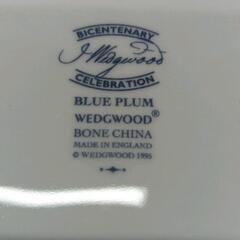 BICENTENARY
J Wedgwood
CELEBRATION
BLUE PLUM
WEDGWOOD®
BONE CHINA
MADE IN ENGLAND
© WEDGWOOD 1995